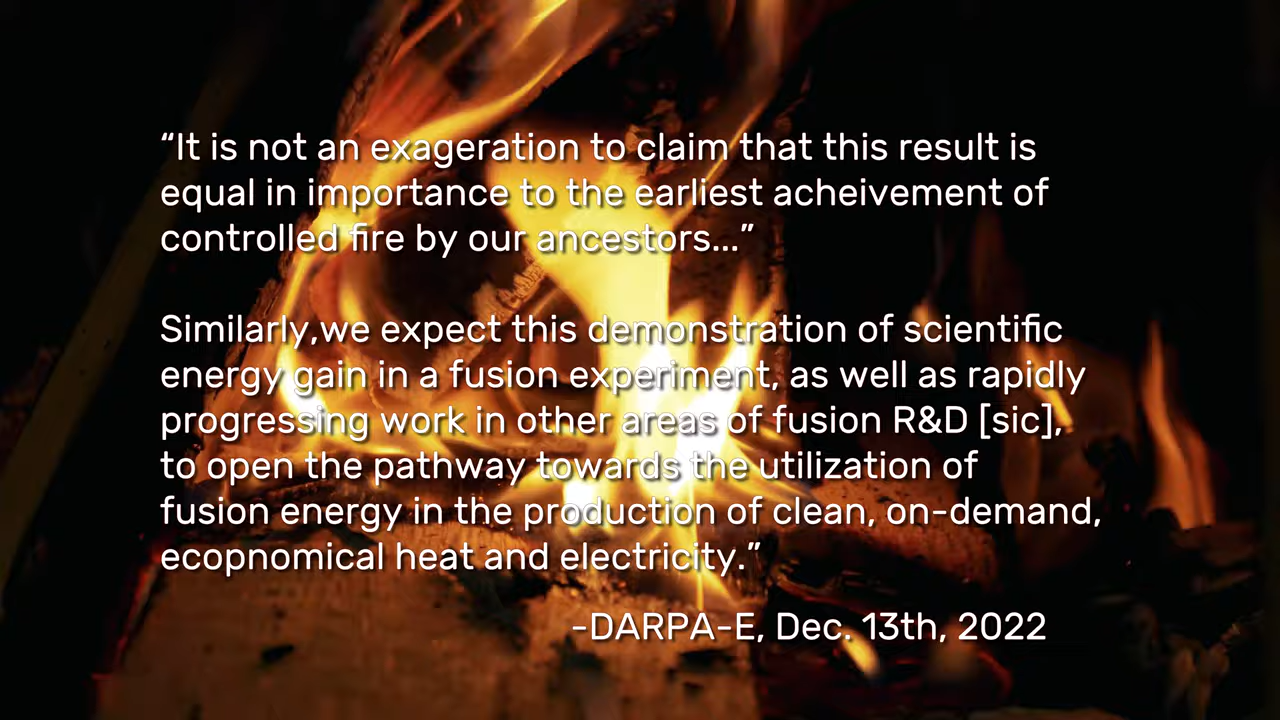 “It is not an exageration to claim that this result is
equal in importance to the earliest acheivement of
controlled fire by our ancestors...”
Similarly,we expect this demonstration of scientific
energy gain in a fusion experiment, as well as rapidly
progressing work in other areas of fusion R&D [sic],
to open the pathway towards the utilization of
fusion energy in the production of clean, on-demand,
ecopnomical heat and electricity.”
-DARPA-E, Dec. 13th, 2022